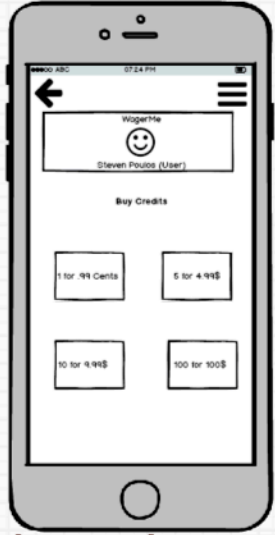 ABC 07:24 PM
WagerMe
Steven Poulos (User)
Buy Credits
1 for .99 Cents
5 for 4.99$
10 for 9.99$
100 for 100$